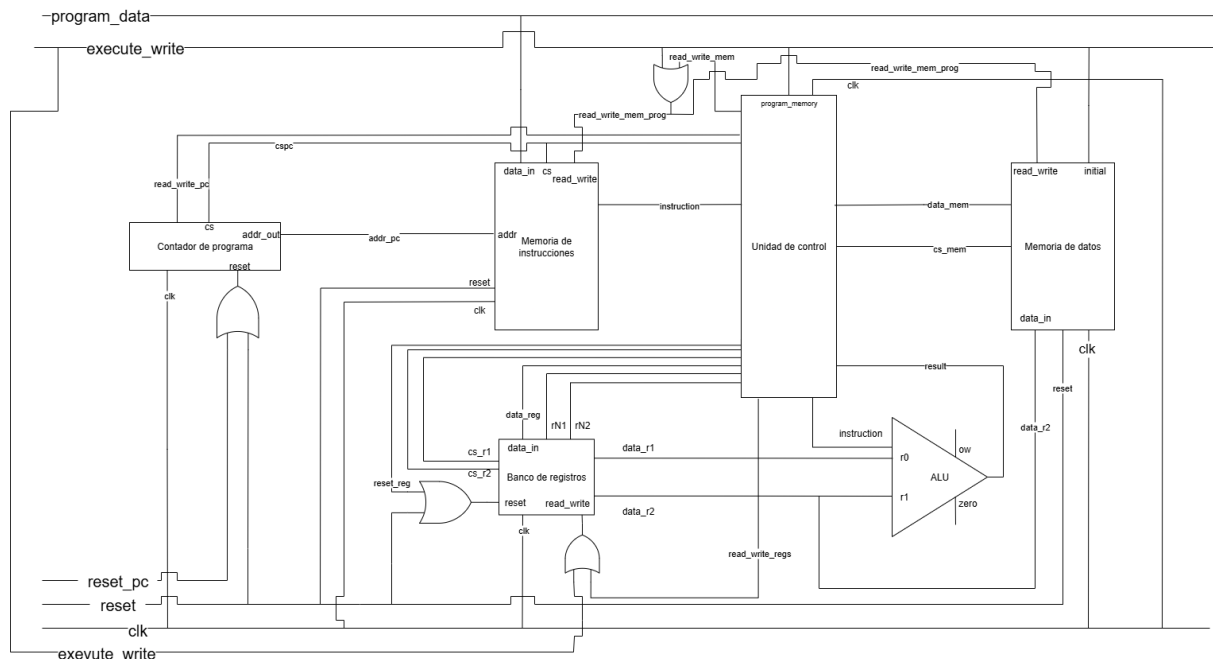 program_data
execute_write
read_write_mem
read_write_mem_prog
clk
program_memory
read_write_mem_prog
cspc
read_write_pc
data_in
cs
read_write
read_write
initial
cs
addr_out
Contador de programa
reset
addr_pc
addr
Memoria de
instrucciones
instruction
Unidad de control
data_mem
cs_mem
Memoria de datos
clk
reset
clk
data_in
clk
result
reset
data_reg
rN1
rN2
cs_r1
cs_r2
reset_reg
data_in
Banco de registros
reset
read_write
data_r1
data_r2
clk
instruction
r0
r1
ALU
ow
zero
data_r2
read_write_regs
reset_pc
reset
clk
exeyute_write